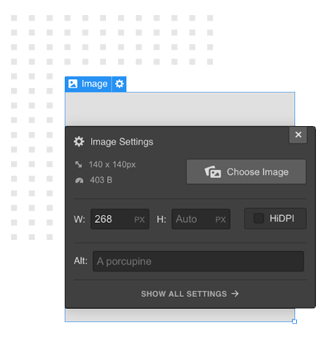 Image
Image Settings
140 x 140px
403 B
Choose Image
W: 268 PX H: Auto PX HiDPI
Alt: A porcupine
SHOW ALL SETTINGS →